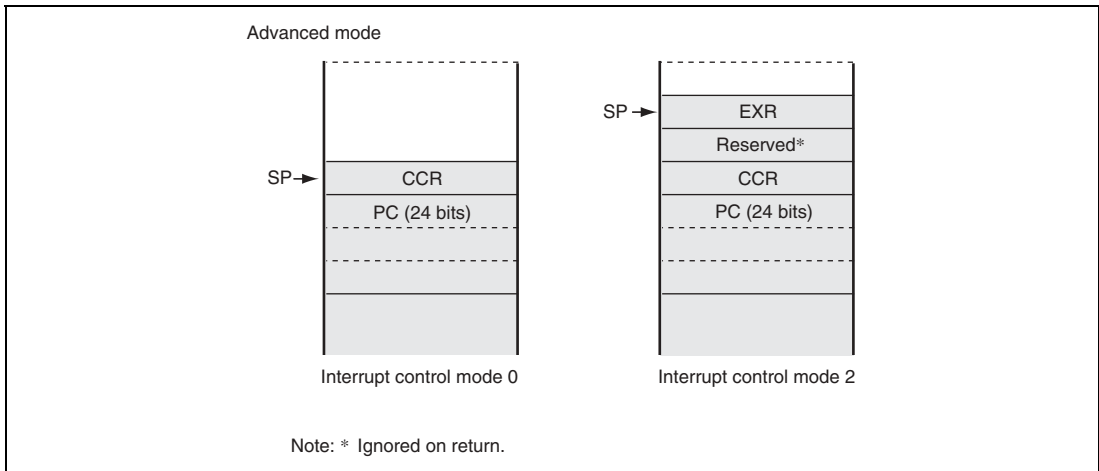 Advanced mode
SP
CCR
PC (24 bits)
Interrupt control mode 0
SP
EXR
Reserved*
CCR
PC (24 bits)
Interrupt control mode 2
Note: * Ignored on return.